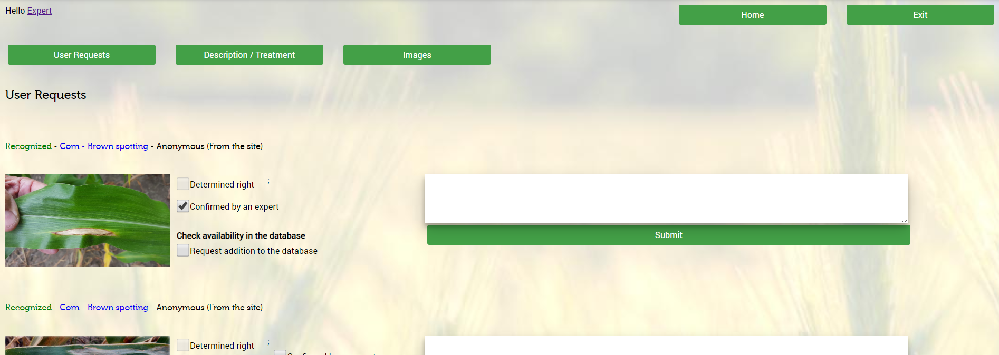 Hello Expert
Home
Exit
User Requests
Description / Treatment
Images
User Requests
Recognized - Corn - Brown spotting - Anonymous (From the site)
Determined right ;
Confirmed by an expert
Check availability in the database
Request addition to the database
Submit
Recognized - Corn - Brown spotting - Anonymous (From the site)
Determined right ;